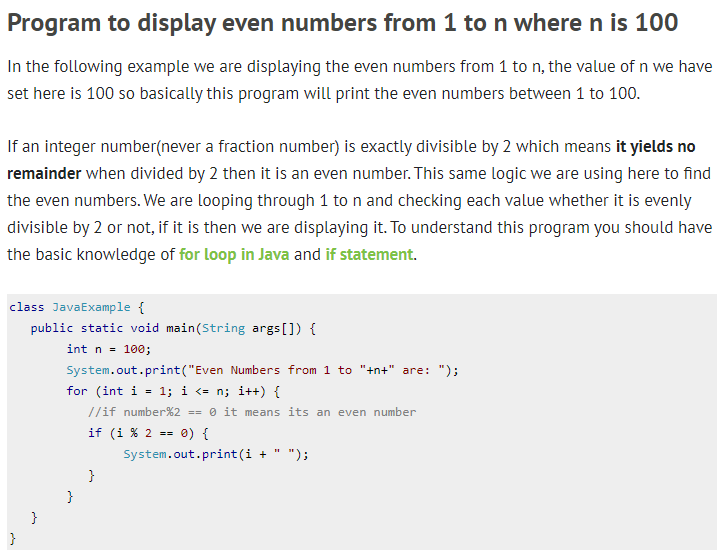 Program to display even numbers from 1 to n where n is 100
In the following example we are displaying the even numbers from 1 to n, the value of n we have
set here is 100 so basically this program will print the even numbers between 1 to 100.
If an integer number(never a fraction number) is exactly divisible by 2 which means it yields no
remainder when divided by 2 then it is an even number. This same logic we are using here to find
the even numbers. We are looping through 1 to n and checking each value whether it is evenly
divisible by 2 or not, if it is then we are displaying it. To understand this program you should have
the basic knowledge of for loop in Java and if statement.
class JavaExample {
   public static void main(String args[]) {
        int n = 100;
        System.out.print("Even Numbers from 1 to "+n+" are: ");
        for (int i = 1; i <= n; i++) {
           //if number%2 == 0 it means its an even number
           if (i % 2 == 0) {
                System.out.print(i + " ");
           }
        }
   }
}